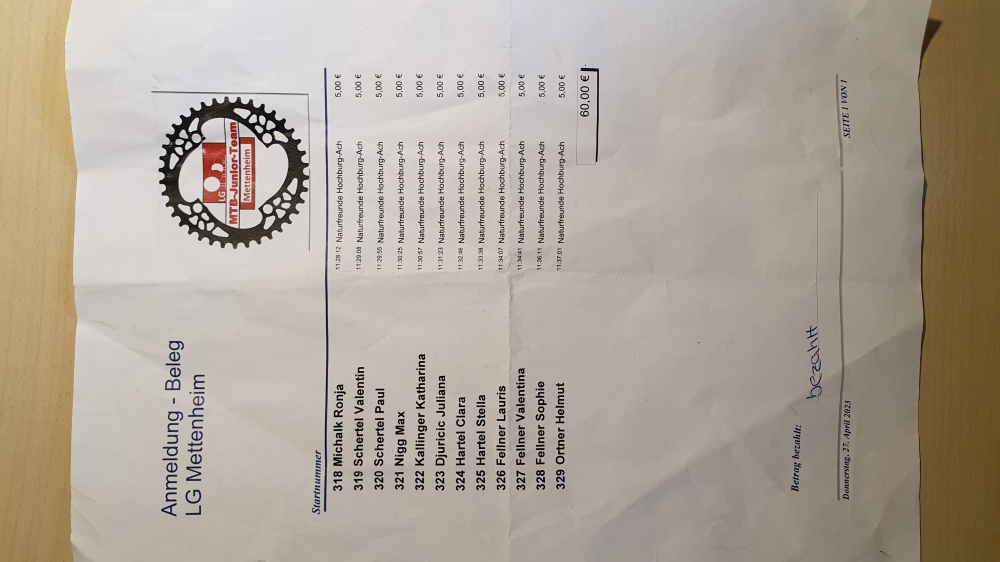 Anmeldung - Beleg
LG Mettenheim
LG
MTB-Junior-Team
Mettenheim
Startnummer
318 Michalk Ronja 11:28:12 Naturfreunde Hochburg-Ach 5,00 €
319 Schertel Valentin 11:29:08 Naturfreunde Hochburg-Ach 5,00 €
320 Schertel Paul 11:29:55 Naturfreunde Hochburg-Ach 5,00 €
321 Nigg Max 11:30:25 Naturfreunde Hochburg-Ach 5,00 €
322 Kallinger Katharina 11:30:57 Naturfreunde Hochburg-Ach 5,00 €
323 Djuricic Juliana 11:31:23 Naturfreunde Hochburg-Ach 5,00 €
324 Hartel Clara 11:32:46 Naturfreunde Hochburg-Ach 5,00 €
325 Hartel Stella 11:33:38 Naturfreunde Hochburg-Ach 5,00 €
326 Fellner Lauris 11:34:07 Naturfreunde Hochburg-Ach 5,00 €
327 Fellner Valentina 11:34:41 Naturfreunde Hochburg-Ach 5,00 €
328 Fellner Sophie 11:36:11 Naturfreunde Hochburg-Ach 5,00 €
329 Ortner Helmut 11:37:01 Naturfreunde Hochburg-Ach 5,00 €
60,00 €
Betrag bezahlt: bezahlt
Donnerstag, 27. April 2023 SEITE 1 VON 1